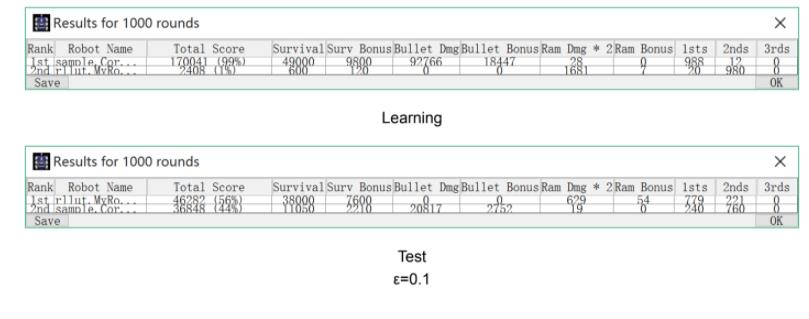 Results for 1000 rounds
Rank Robot Name Total Score Survival Surv Bonus Bullet Dmg Bullet Bonus Ram Dmg * 2 Ram Bonus 1sts 2nds 3rds
1st sample.Cor... 170041 (99%) 49000 9800 92766 18447 28 0 988 12 0
2nd rllut.MyRo... 2408 (1%) 600 120 0 0 1681 7 20 980 0
Save OK
Learning
Results for 1000 rounds
Rank Robot Name Total Score Survival Surv Bonus Bullet Dmg Bullet Bonus Ram Dmg * 2 Ram Bonus 1sts 2nds 3rds
1st rllut.MyRo... 46282 (56%) 38000 7600 0 0 629 54 779 221 0
2nd sample.Cor... 36848 (44%) 11050 2210 20817 2752 19 0 240 760 0
Save OK
Test
ε=0.1